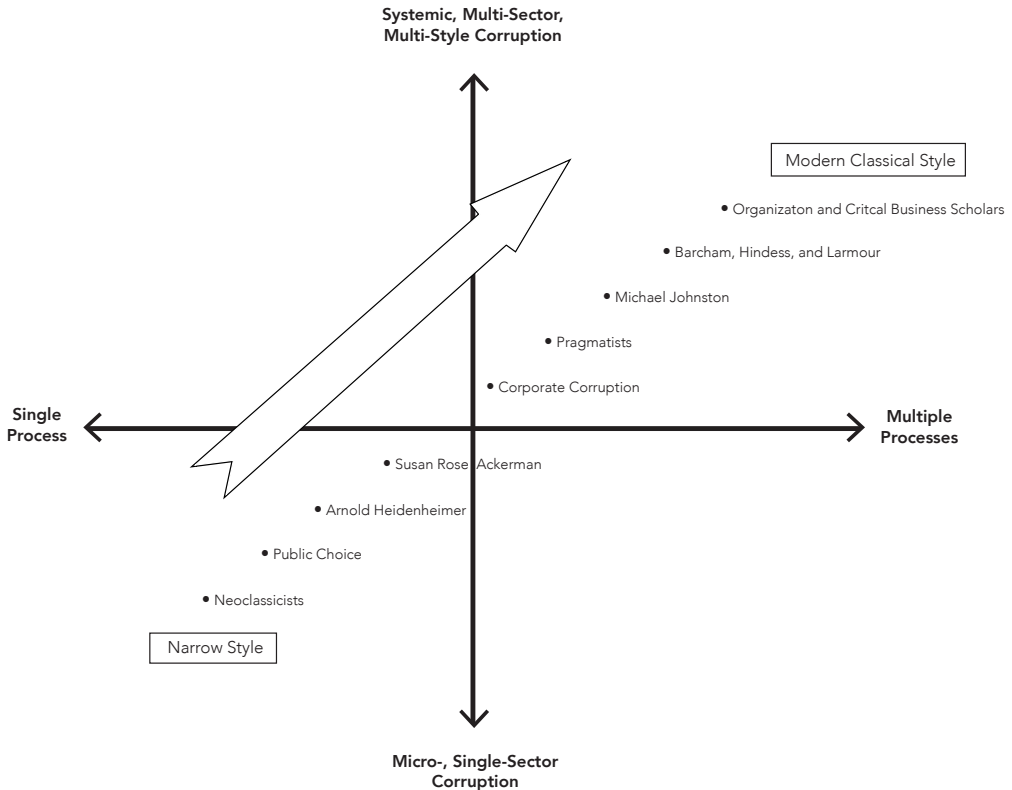 Systemic, Multi-Sector,
Multi-Style Corruption
Modern Classical Style
Organizaton and Critcal Business Scholars
Barcham, Hindess, and Larmour
Michael Johnston
Pragmatists
Corporate Corruption
Single
Process
Multiple
Processes
Susan Rose Ackerman
Arnold Heidenheimer
Public Choice
Neoclassicists
Narrow Style
Micro-, Single-Sector
Corruption